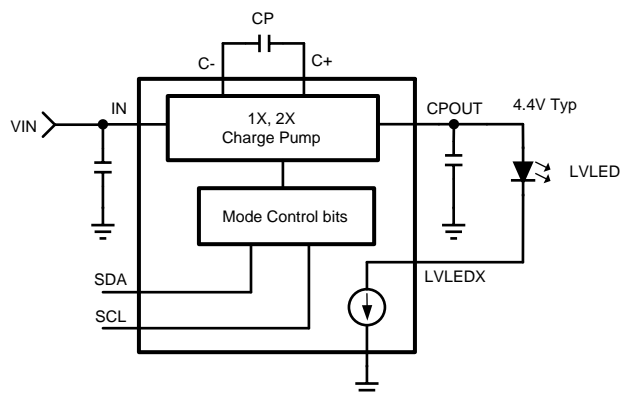 CP
C-
C+
IN
CPOUT
4.4V Typ
VIN
1X, 2X
Charge Pump
LVLED
Mode Control bits
SDA
LVLEDX
SCL